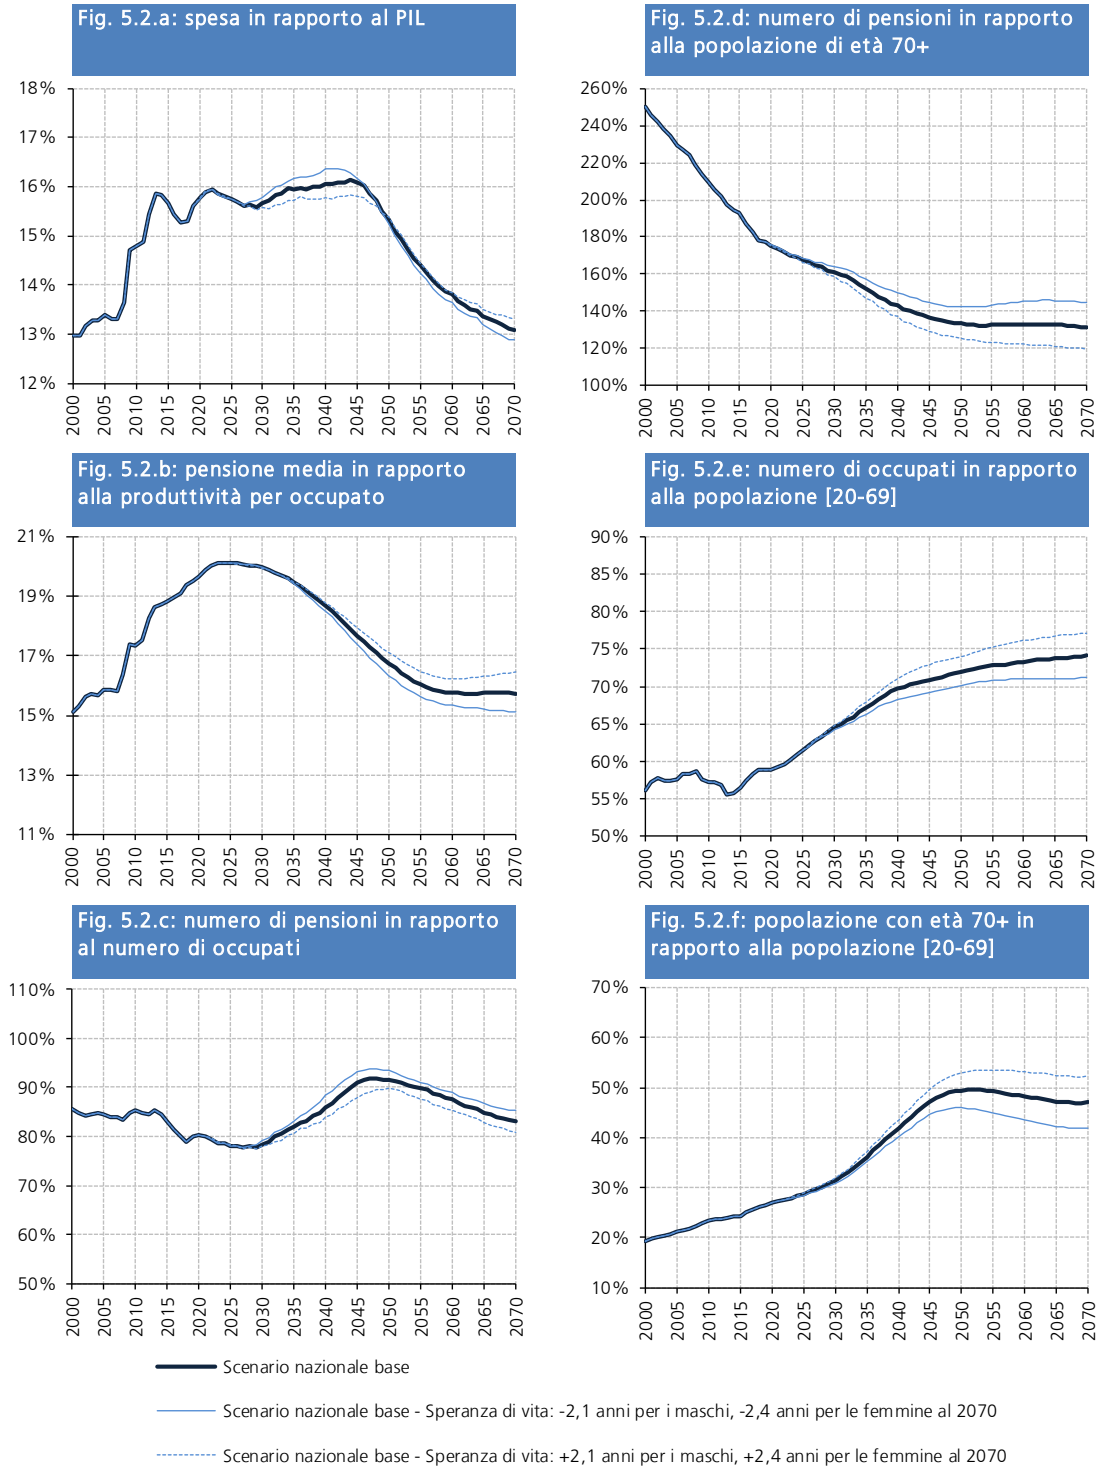 Fig. 5.2.a: spesa in rapporto al PIL
18%
17%
16%
15%
14%
13%
12%
2000 2005 2010 2015 2020 2025 2030 2035 2040 2045 2050 2055 2060 2065 2070
Fig. 5.2.d: numero di pensioni in rapporto
alla popolazione di età 70+
260%
240%
220%
200%
180%
160%
140%
120%
100%
2000 2005 2010 2015 2020 2025 2030 2035 2040 2045 2050 2055 2060 2065 2070
Fig. 5.2.b: pensione media in rapporto
alla produttività per occupato
21%
19%
17%
15%
13%
11%
2000 2005 2010 2015 2020 2025 2030 2035 2040 2045 2050 2055 2060 2065 2070
Fig. 5.2.e: numero di occupati in rapporto
alla popolazione [20-69]
90%
85%
80%
75%
70%
65%
60%
55%
50%
2000 2005 2010 2015 2020 2025 2030 2035 2040 2045 2050 2055 2060 2065 2070
Fig. 5.2.c: numero di pensioni in rapporto
al numero di occupati
110%
100%
90%
80%
70%
60%
50%
2000 2005 2010 2015 2020 2025 2030 2035 2040 2045 2050 2055 2060 2065 2070
Fig. 5.2.f: popolazione con età 70+ in
rapporto alla popolazione [20-69]
70%
60%
50%
40%
30%
20%
10%
2000 2005 2010 2015 2020 2025 2030 2035 2040 2045 2050 2055 2060 2065 2070
Scenario nazionale base
Scenario nazionale base - Speranza di vita: -2,1 anni per i maschi, -2,4 anni per le femmine al 2070
Scenario nazionale base - Speranza di vita: +2,1 anni per i maschi, +2,4 anni per le femmine al 2070